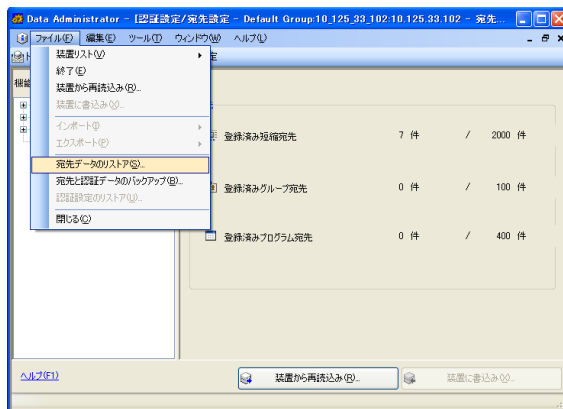 Data Administrator - [認証設定/宛先設定 - Default Group:10_125_33_102:10.125.33.102 - 宛先...
ファイル(F) 編集(E) ツール(T) ウィンドウ(W) ヘルプ(L)
装置リスト(V)
終了(E)
装置から再読込み(R)...
装置に書込み(X)...
インポート(I)
エクスポート(P)
宛先データのリストア(S)...
宛先と認証データのバックアップ(B)...
認証設定のリストア(U)...
閉じる(C)
機能
登録済み短縮宛先 7 件 / 2000 件
登録済みグループ宛先 0 件 / 100 件
登録済みプログラム宛先 0 件 / 400 件
ヘルプ(F1)
装置から再読込み(R)...
装置に書込み(X)...